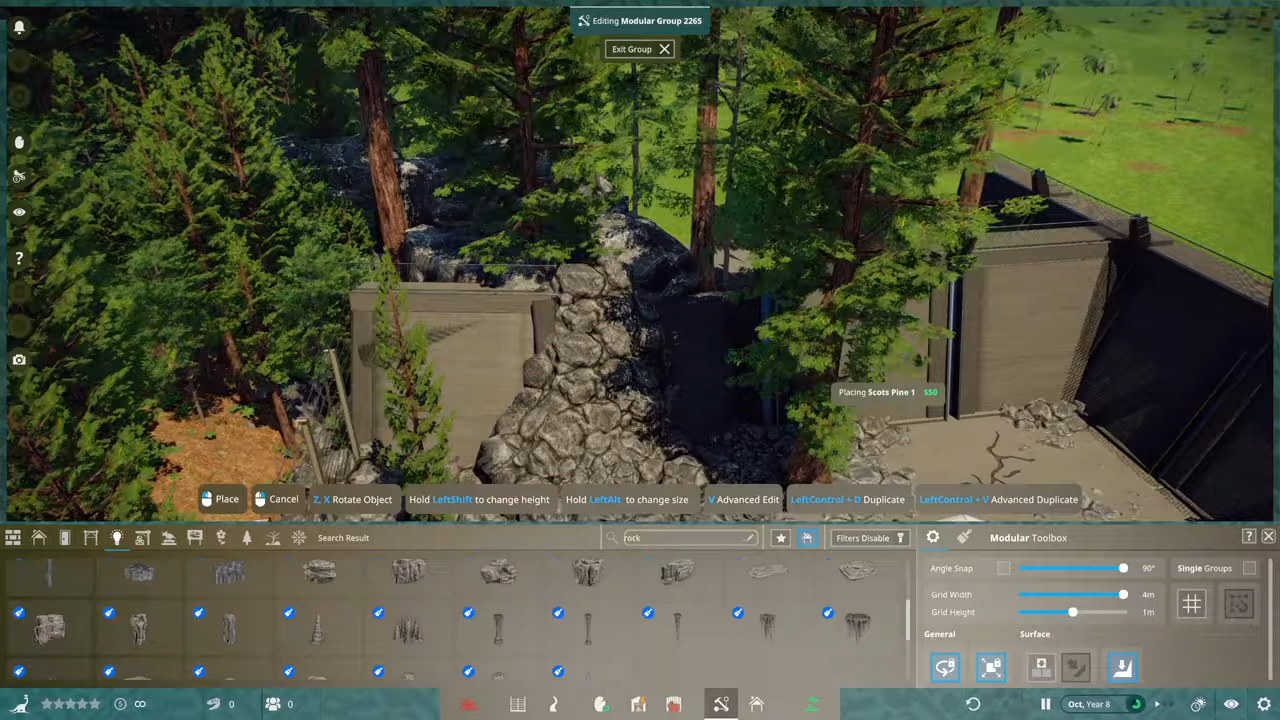 Editing Modular Group 2265
Exit Group
?
Placing Scots Pine 1 $50
Place
Cancel
Z, X Rotate Object
Hold LeftShift to change height
Hold LeftAlt to change size
V Advanced Edit
LeftControl + D Duplicate
LeftControl + V Advanced Duplicate
Search Result
rock
Filters Disable
Modular Toolbox
?
Angle Snap
90°
Single Groups
Grid Width
4m
Grid Height
1m
General
Surface
0
0
Oct, Year 8